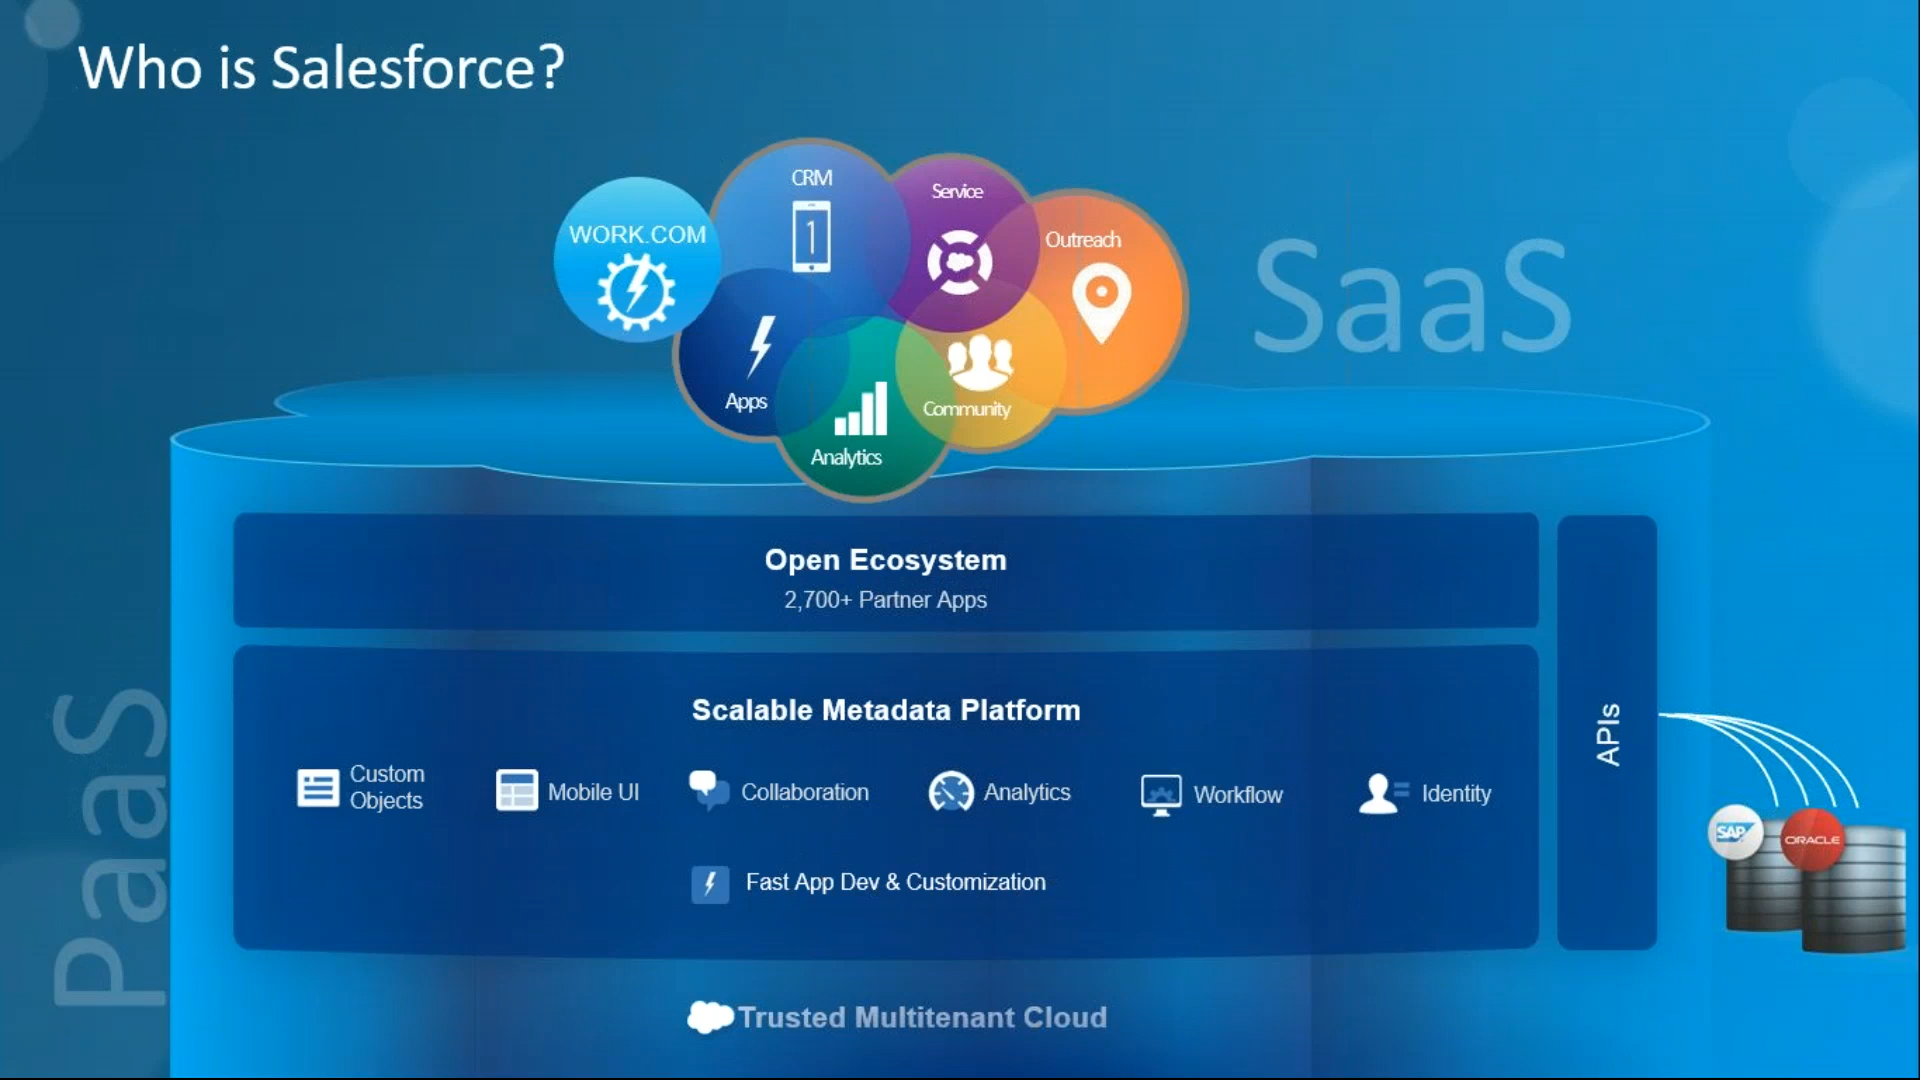 Who is Salesforce?
WORK.COM
CRM
1
Service
Outreach
SaaS
Apps
Analytics
Community
Open Ecosystem
2,700+ Partner Apps
Scalable Metadata Platform
Custom
Objects
Mobile UI
Collaboration
Analytics
Workflow
Identity
Fast App Dev & Customization
APIs
SAP
ORACLE
PaaS
Trusted Multitenant Cloud